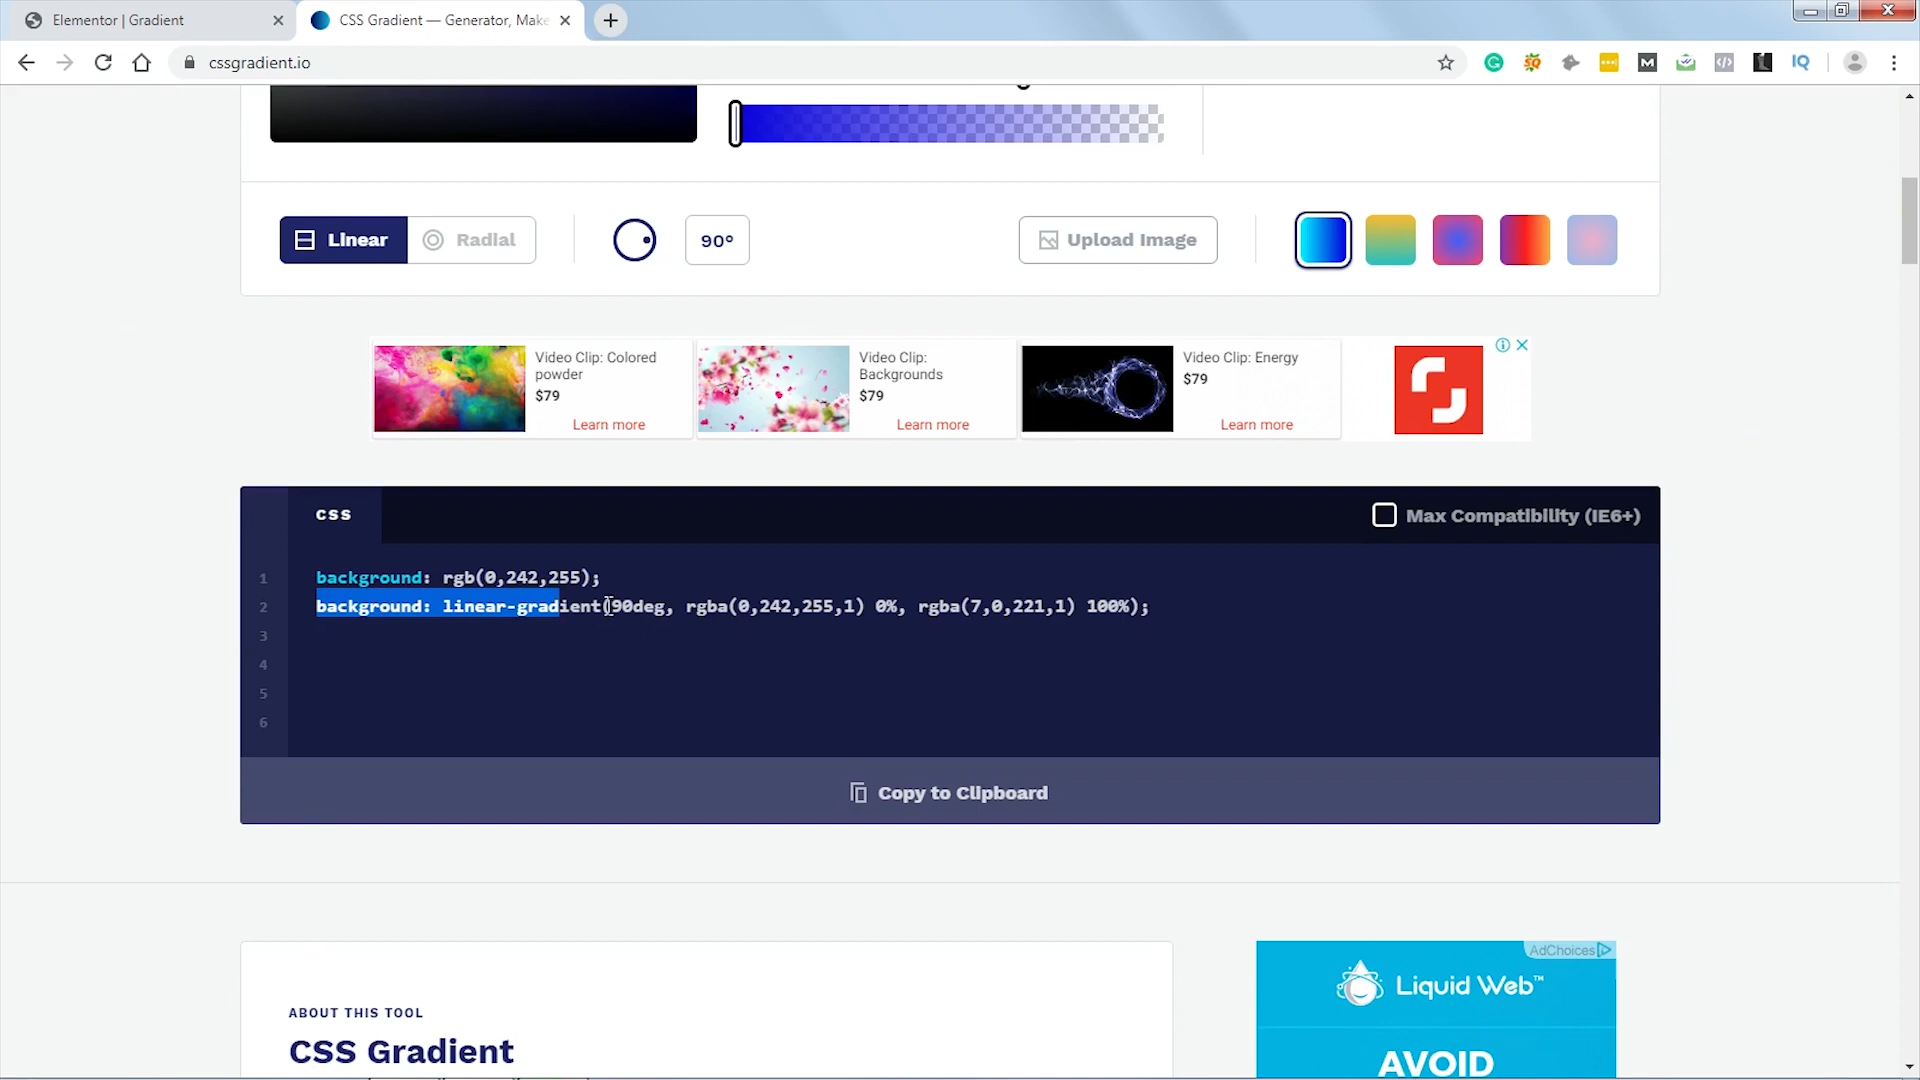 Elementor | Gradient
CSS Gradient — Generator, Make
cssgradient.io
Linear
Radial
90°
Upload Image
Video Clip: Colored
powder
$79
Learn more
Video Clip:
Backgrounds
$79
Learn more
Video Clip: Energy
$79
Learn more
CSS
Max Compatibility (IE6+)
1
background: rgb(0,242,255);
2
background: linear-gradient(90deg, rgba(0,242,255,1) 0%, rgba(7,0,221,1) 100%);
3
4
5
6
Copy to Clipboard
ABOUT THIS TOOL
CSS Gradient
AdChoices
Liquid Web™
AVOID